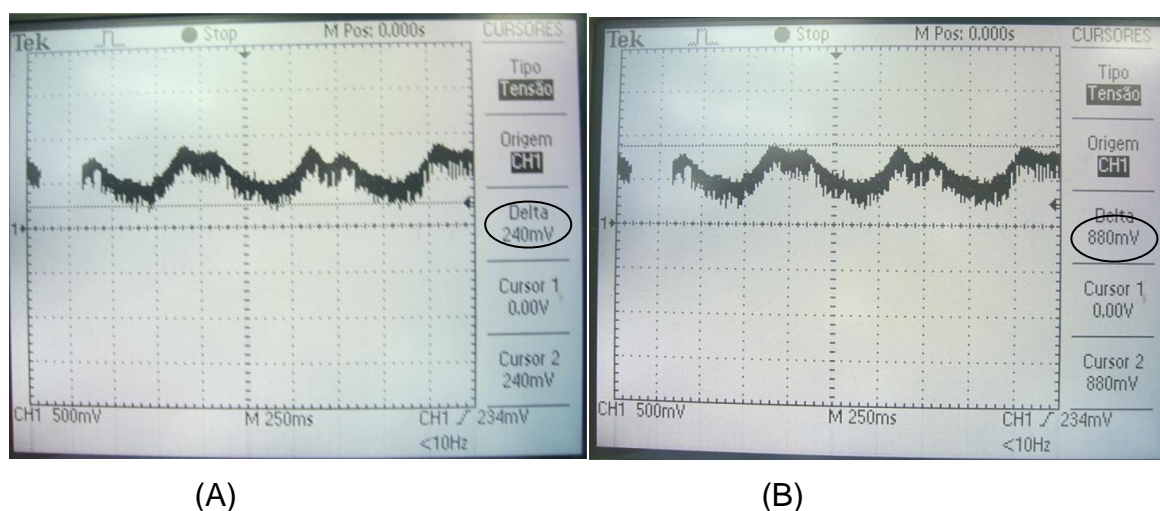 Tek Stop M Pos: 0.000s CURSORES
Tipo
Tensão
Origem
CH1
Delta
240mV
Cursor 1
0.00V
Cursor 2
240mV
1
CH1 500mV M 250ms CH1 234mV
<10Hz
(A)
Tek Stop M Pos: 0.000s CURSORES
Tipo
Tensão
Origem
CH1
Delta
880mV
Cursor 1
0.00V
Cursor 2
880mV
1
CH1 500mV M 250ms CH1 234mV
<10Hz
(B)